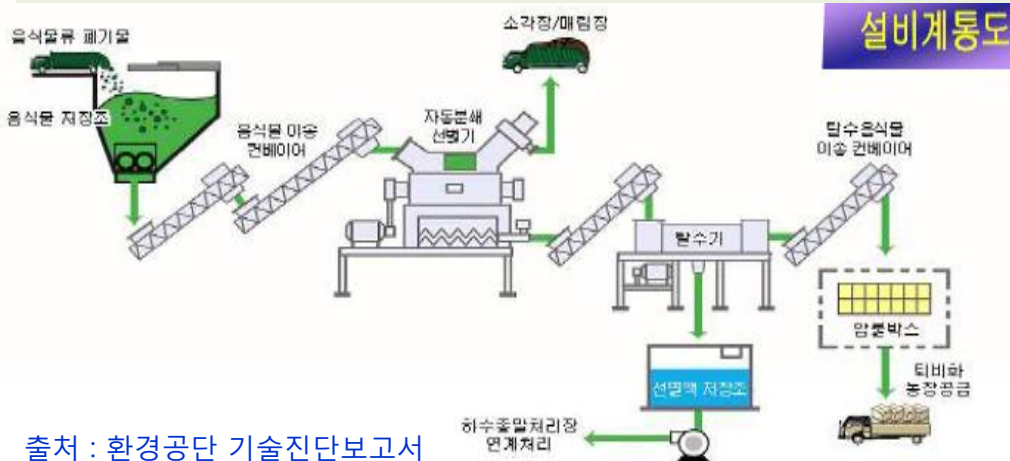 설비계통도
음식물류 폐기물
소각장/매립장
음식물 저장조
음식물 이송
컨베이어
자동분쇄
선별기
탈수음식물
이송 컨베이어
탈수기
암롤박스
선별액 저장조
퇴비화
농장공급
하수종말처리장
연계처리
출처 : 환경공단 기술진단보고서